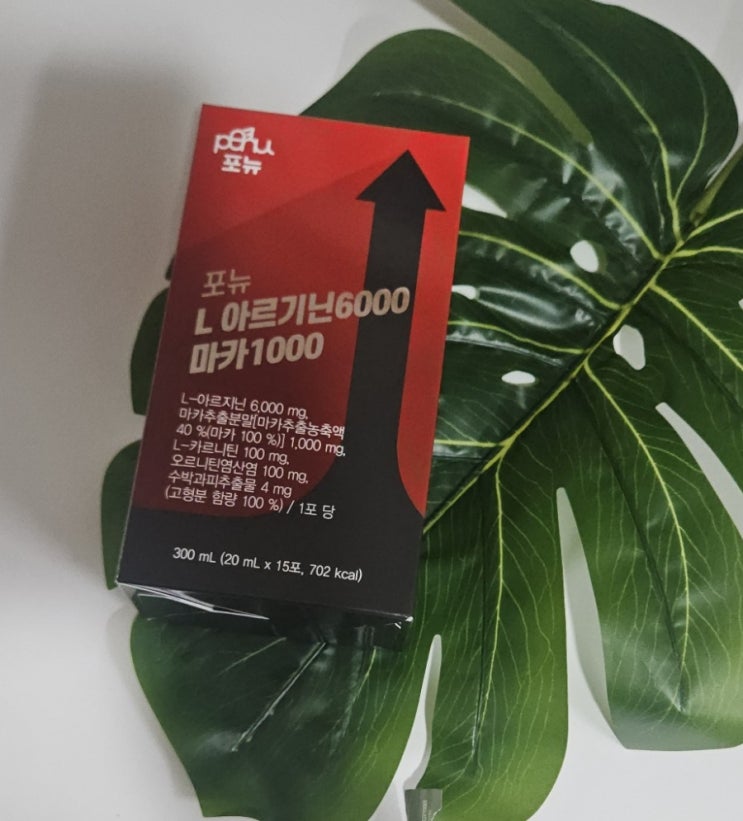 penu
포뉴
포뉴
L 아르기닌6000
마카1000
L-아르지닌 6,000 mg,
마카추출분말[마카추출농축액
40 %(마카 100 %)] 1,000 mg,
L-카르니틴 100 mg,
오르니틴염산염 100 mg,
수박과피추출물 4 mg
(고형분 함량 100 %) / 1포 당
300 mL (20 mL x 15포, 702 kcal)